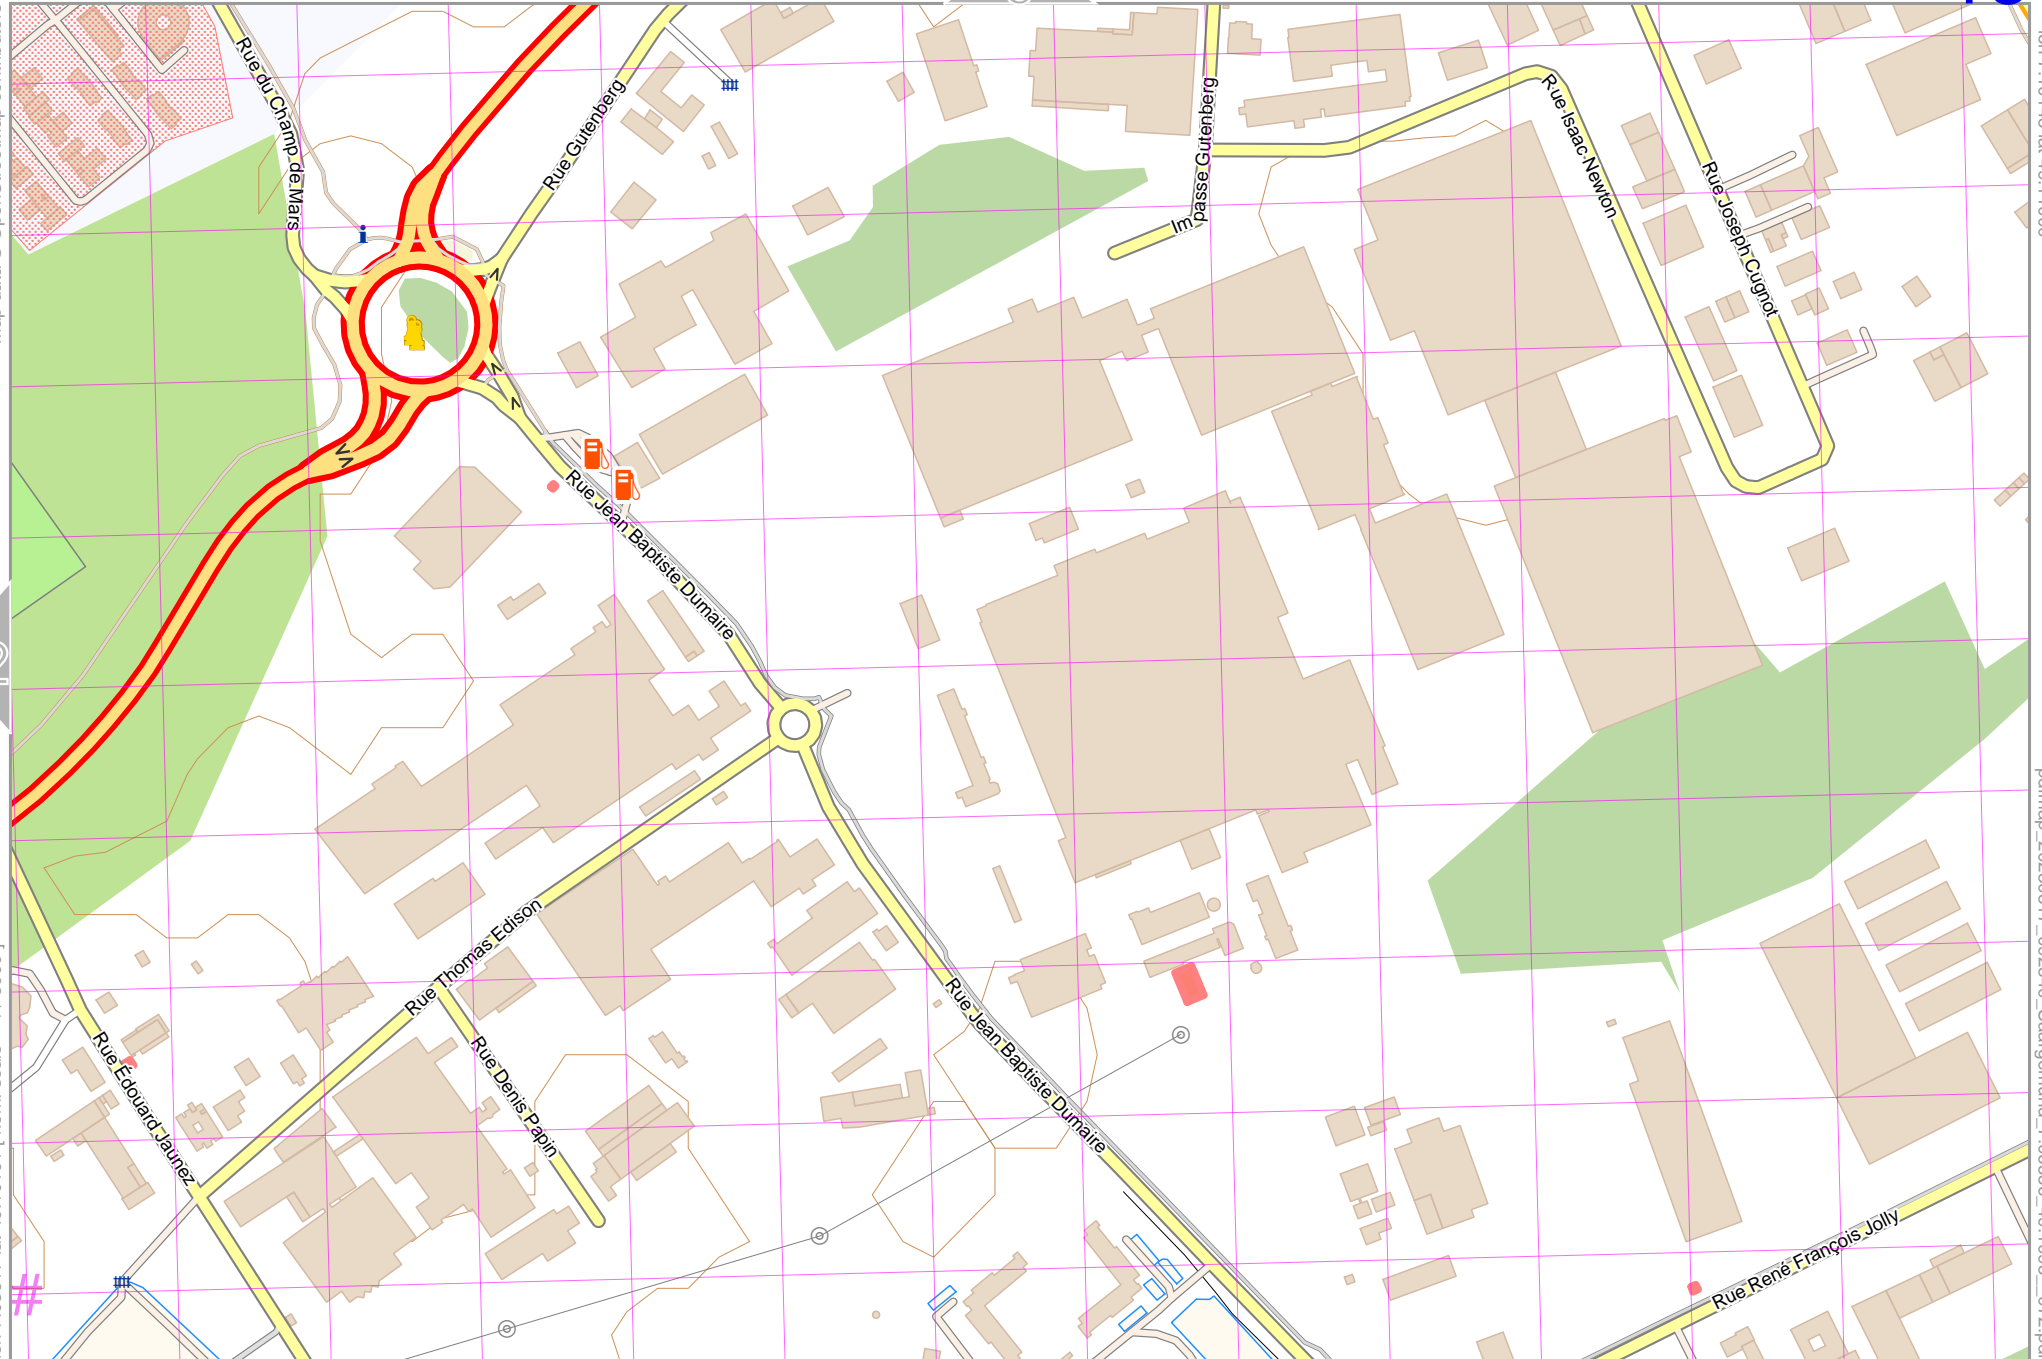 Rue du Champ de Mars
Rue Gutenberg
Impasse Gutenberg
Rue Isaac Newton
Rue Joseph Cugnot
i
Rue Jean Baptiste Dumaire
Rue Thomas Edison
Rue Jean Baptiste Dumaire
Rue Denis Papin
Rue Édouard Jaunez
Rue René François Jolly
#